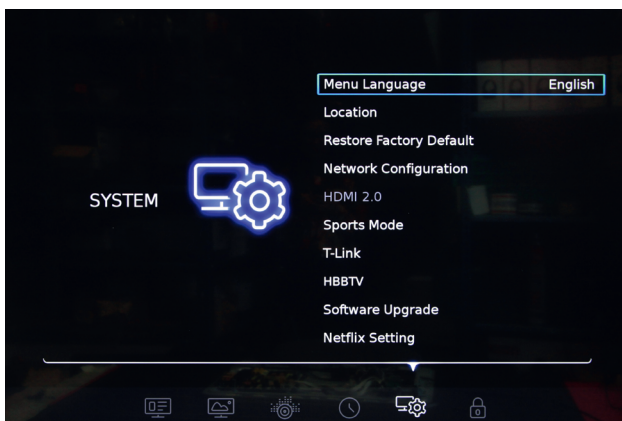 Menu Language English
Location
Restore Factory Default
Network Configuration
SYSTEM
HDMI 2.0
Sports Mode
T-Link
HBBTV
Software Upgrade
Netflix Setting